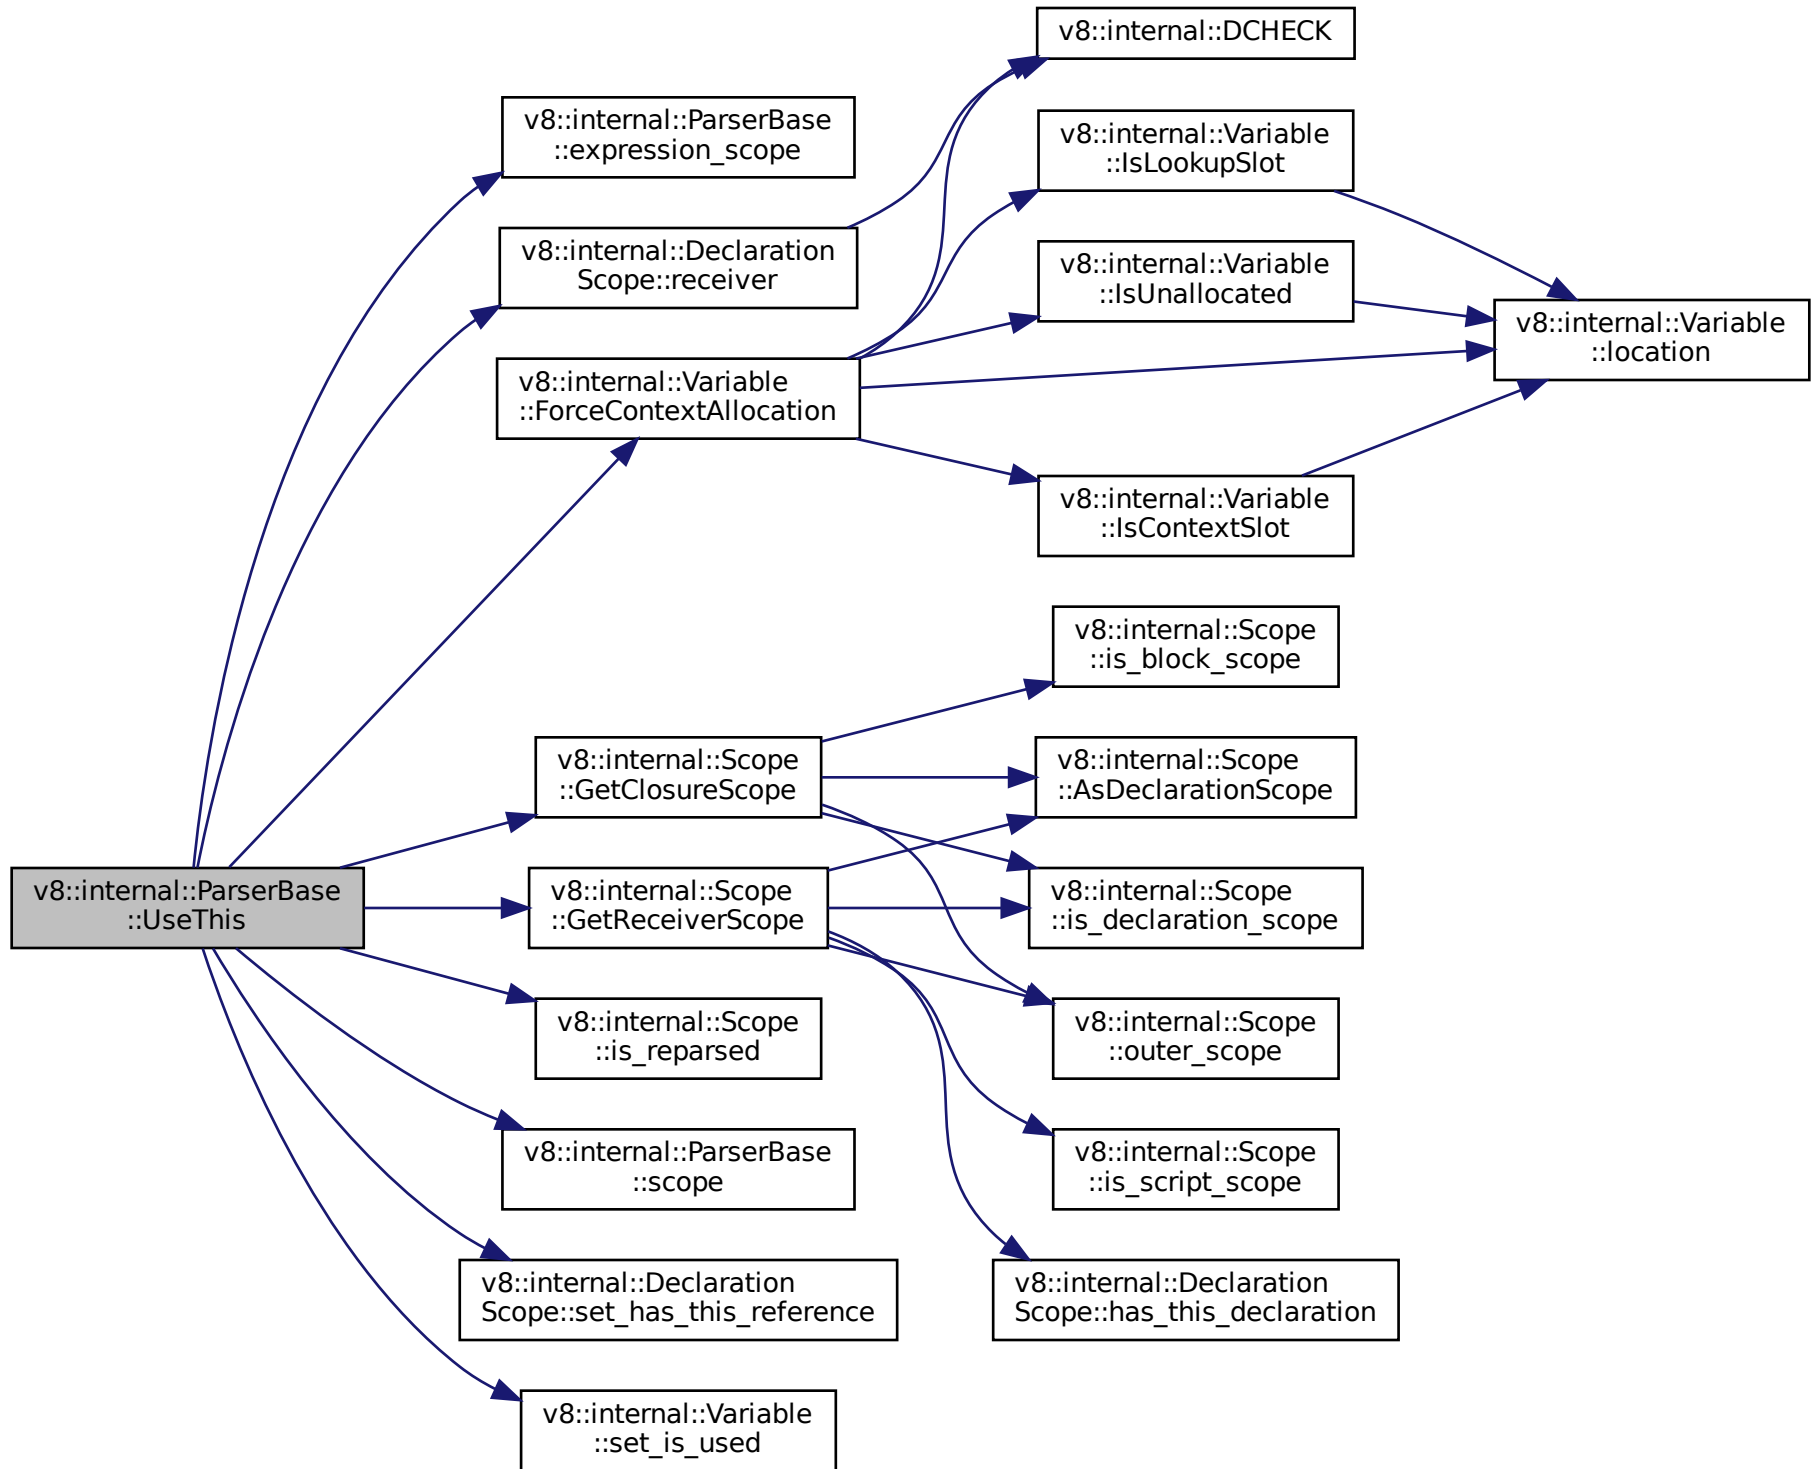 v8::internal::DCHECK
v8::internal::ParserBase
::expression_scope
v8::internal::Variable
::IsLookupSlot
v8::internal::Declaration
Scope::receiver
v8::internal::Variable
::IsUnallocated
v8::internal::Variable
::location
v8::internal::Variable
::ForceContextAllocation
v8::internal::Variable
::IsContextSlot
v8::internal::Scope
::is_block_scope
v8::internal::Scope
::GetClosureScope
v8::internal::Scope
::AsDeclarationScope
v8::internal::ParserBase
::UseThis
v8::internal::Scope
::GetReceiverScope
v8::internal::Scope
::is_declaration_scope
v8::internal::Scope
::is_reparsed
v8::internal::Scope
::outer_scope
v8::internal::ParserBase
::scope
v8::internal::Scope
::is_script_scope
v8::internal::Declaration
Scope::set_has_this_reference
v8::internal::Declaration
Scope::has_this_declaration
v8::internal::Variable
::set_is_used